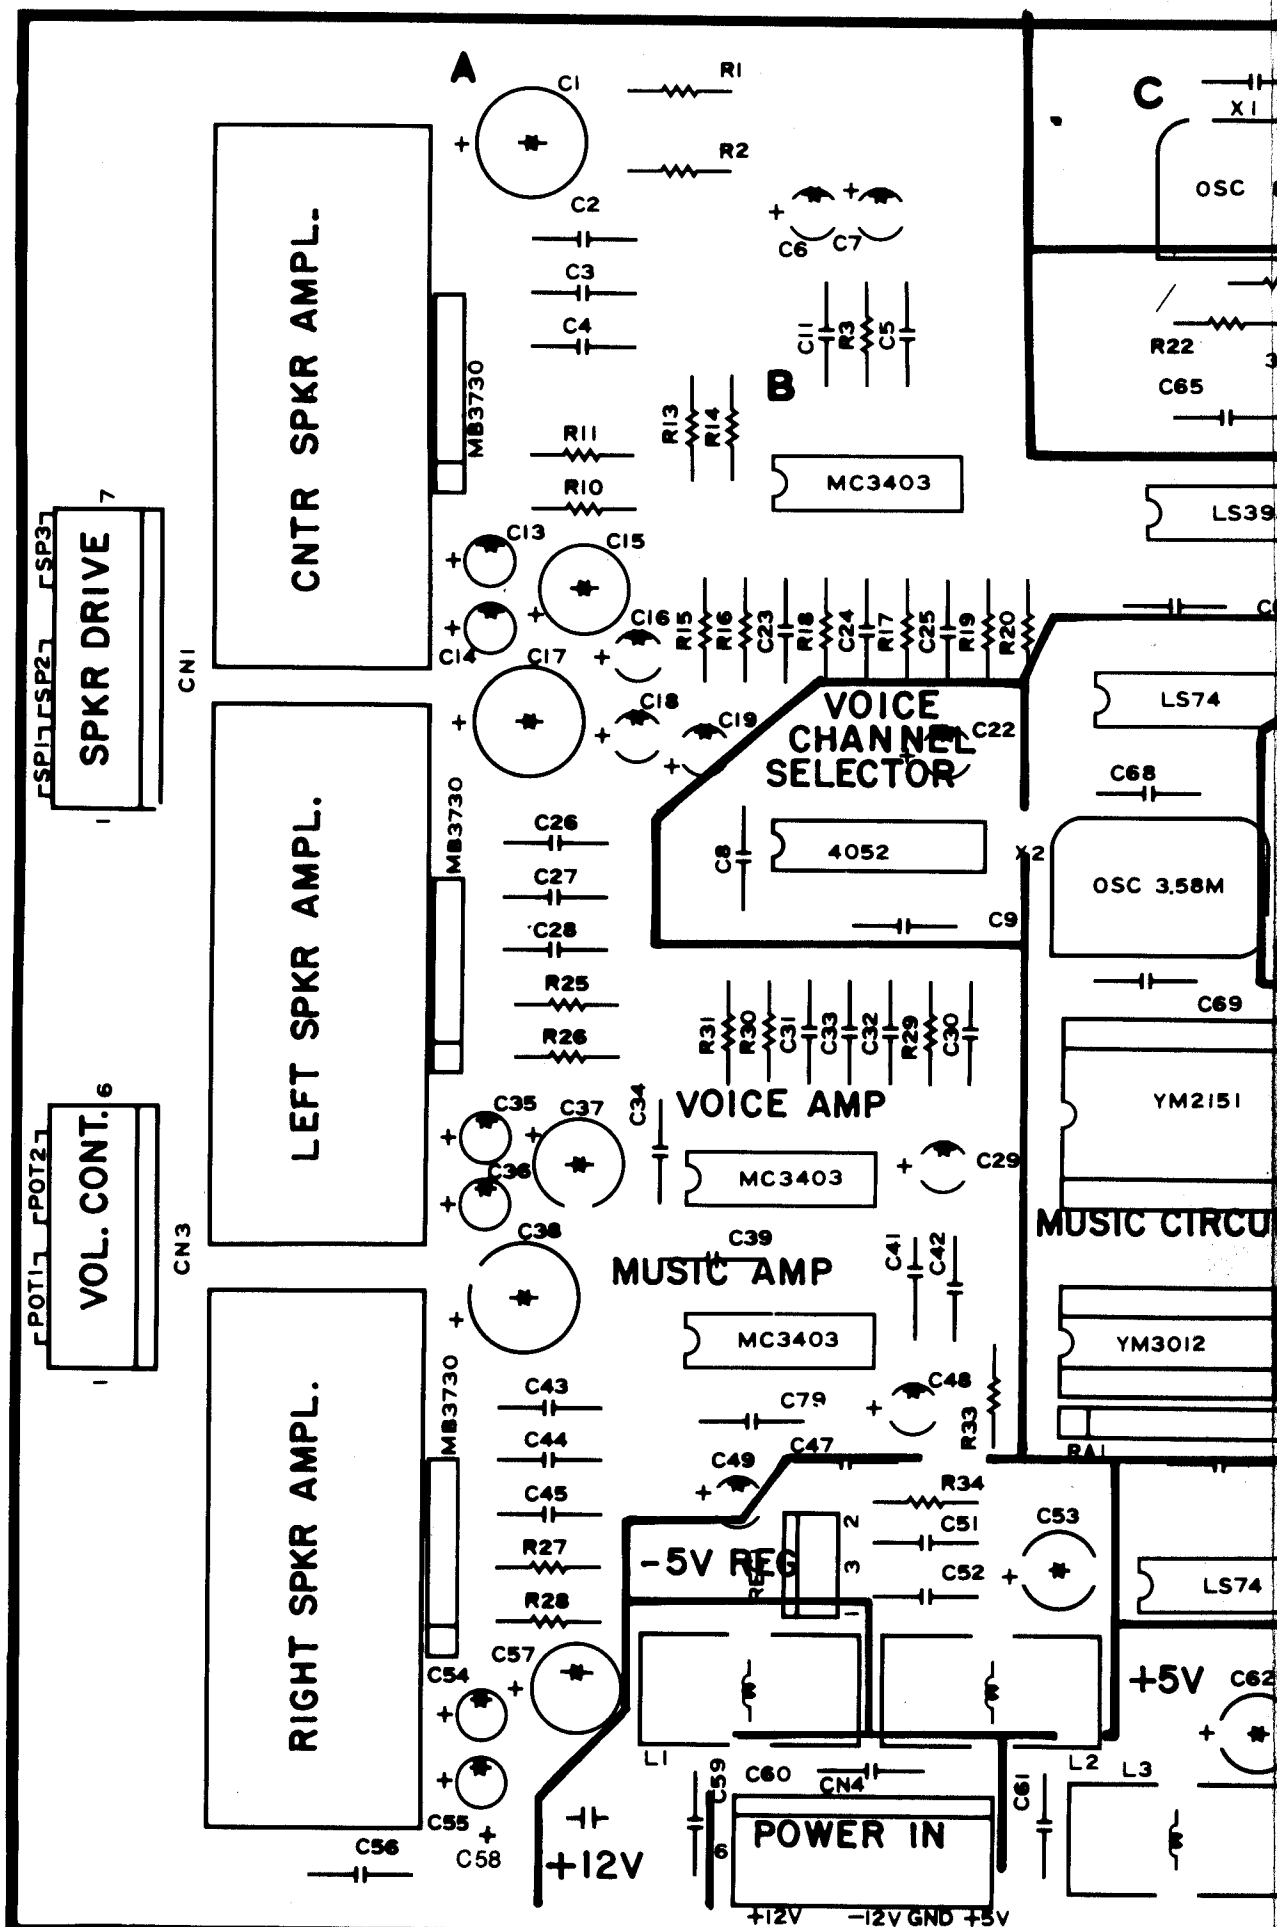 A
C1
R1
C
X1
R2
OSC
C2
C6
C7
C3
C4
C11
R3
C5
R22
CNTR SPKR AMPL.
MB3730
B
C65
R13
R14
R11
R10
MC3403
LS39
7
SP3
SP2
SP1
SPKR DRIVE
CN1
1
C13
C15
C14
C16
R15
R16
C23
R18
C24
R17
C25
R19
R20
C17
C18
C19
VOICE
CHANNEL
SELECTOR
C22
LS74
C68
LEFT SPKR AMPL.
MB3730
C26
C27
C28
C8
4052
X2
OSC 3.58M
C9
C69
R25
R26
R31
R30
C31
C33
C32
R29
C30
6
POT2
POT1
VOL. CONT.
CN3
1
C35
C37
C34
C36
VOICE AMP
MC3403
C29
YM2151
MUSIC CIRCU
C38
C39
MUSIC AMP
C41
C42
MC3403
YM3012
RIGHT SPKR AMPL.
MB3730
C43
C79
C48
R33
RA1
C44
C47
C49
C45
R34
C51
C53
2
3
1
-5V REG
R27
C52
R28
LS74
C57
C54
+5V
C62
L1
L2
L3
C59
C60
CN4
C61
C55
C58
C56
+12V
6
POWER IN
+12V
-12V GND +5V